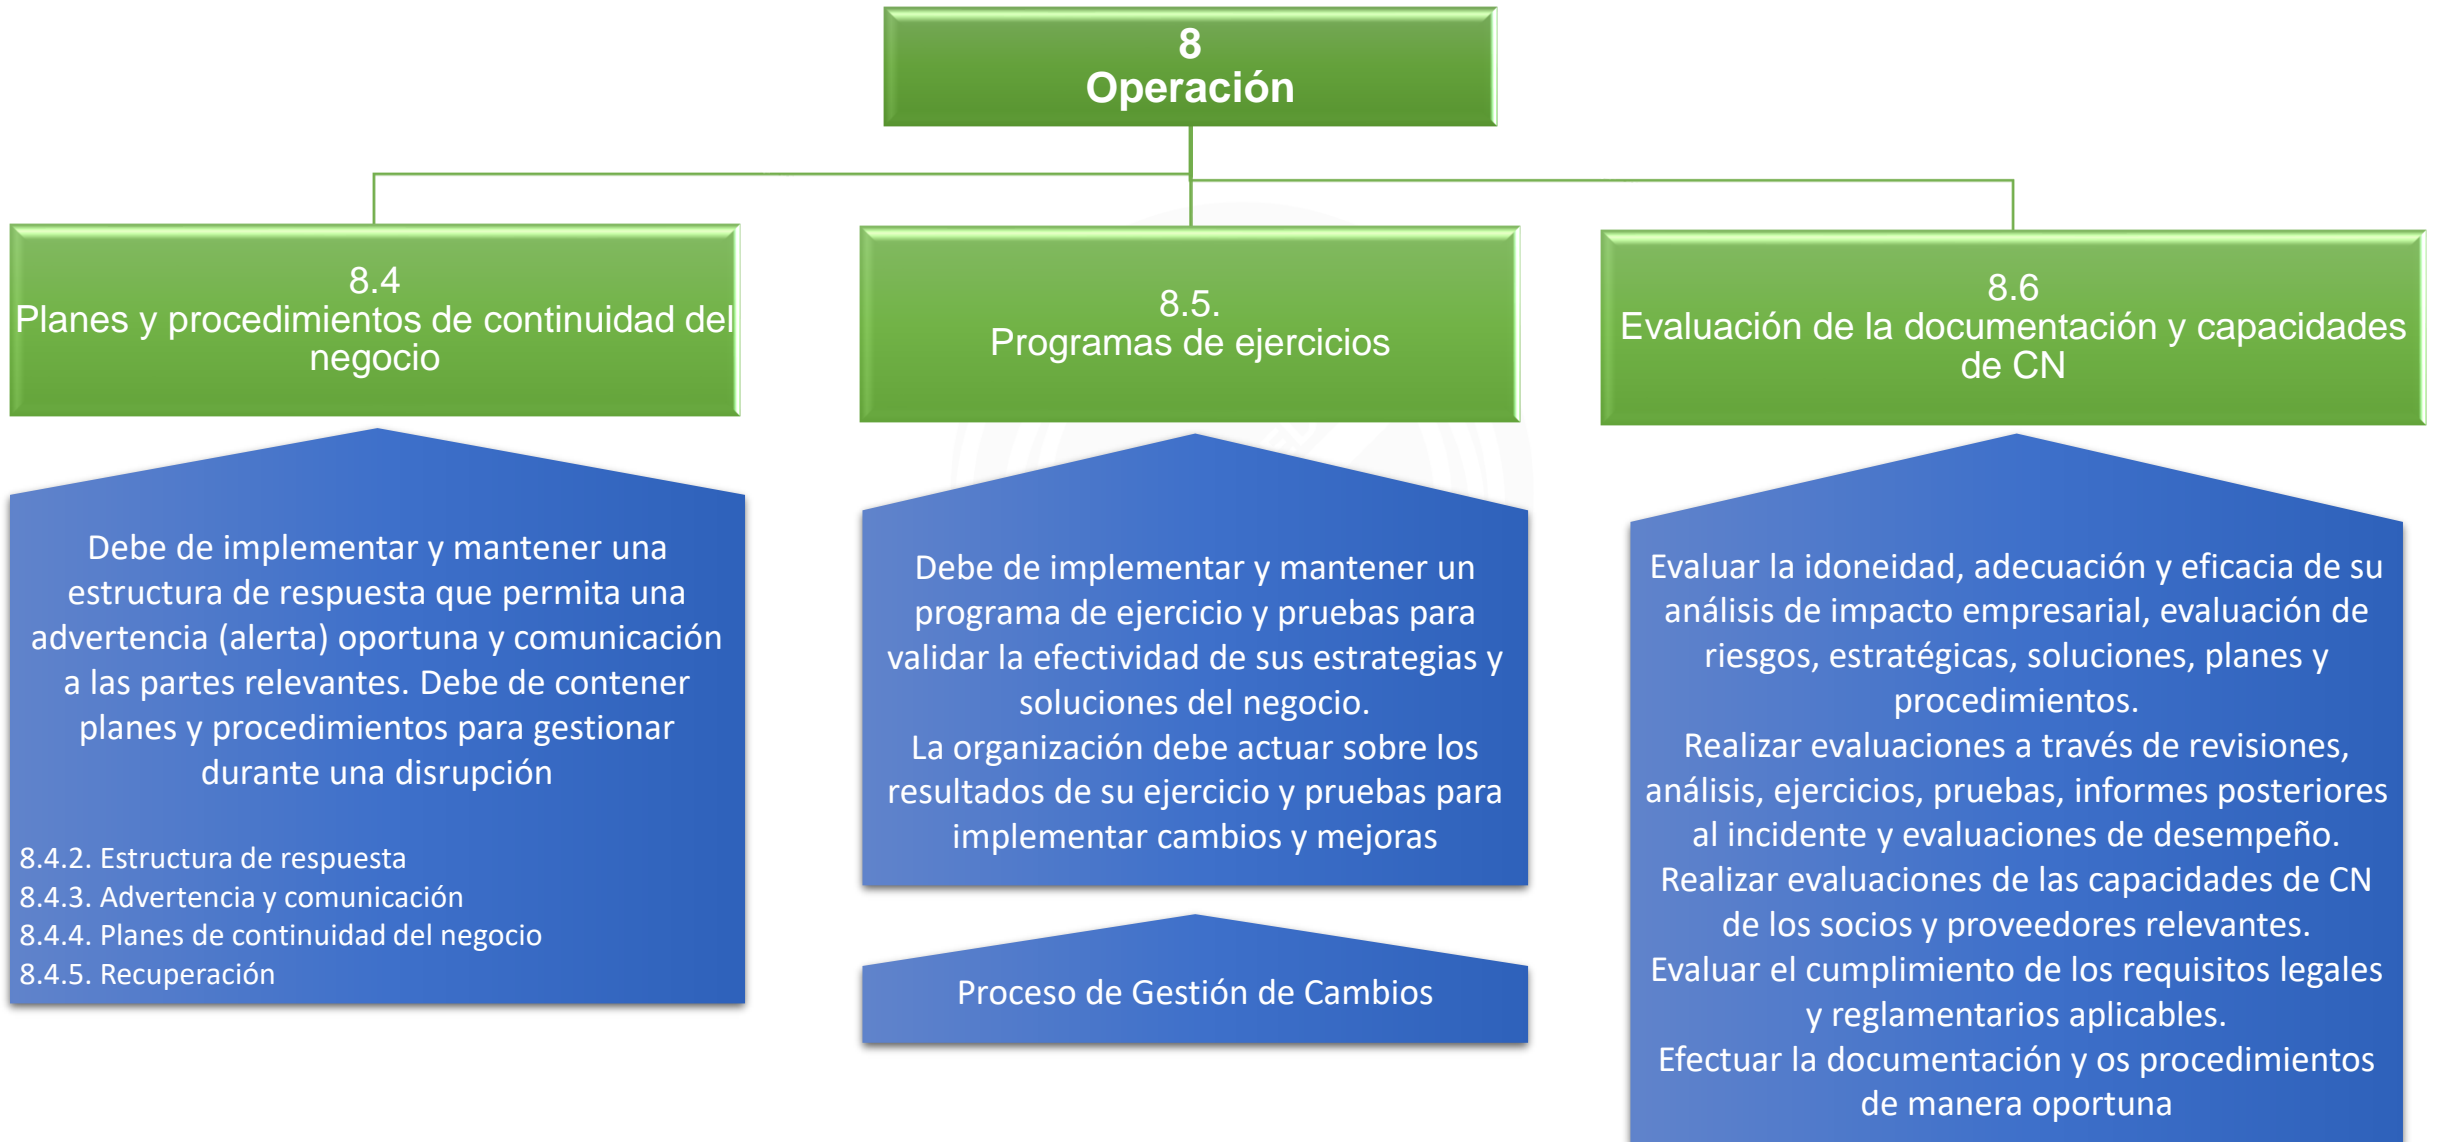 8
Operación
8.4
Planes y procedimientos de continuidad del
negocio
8.5.
Programas de ejercicios
8.6
Evaluación de la documentación y capacidades
de CN
Debe de implementar y mantener una
estructura de respuesta que permita una
advertencia (alerta) oportuna y comunicación
a las partes relevantes. Debe de contener
planes y procedimientos para gestionar
durante una disrupción
8.4.2. Estructura de respuesta
8.4.3. Advertencia y comunicación
8.4.4. Planes de continuidad del negocio
8.4.5. Recuperación
Debe de implementar y mantener un
programa de ejercicio y pruebas para
validar la efectividad de sus estrategias y
soluciones del negocio.
La organización debe actuar sobre los
resultados de su ejercicio y pruebas para
implementar cambios y mejoras
Proceso de Gestión de Cambios
Evaluar la idoneidad, adecuación y eficacia de su
análisis de impacto empresarial, evaluación de
riesgos, estratégicas, soluciones, planes y
procedimientos.
Realizar evaluaciones a través de revisiones,
análisis, ejercicios, pruebas, informes posteriores
al incidente y evaluaciones de desempeño.
Realizar evaluaciones de las capacidades de CN
de los socios y proveedores relevantes.
Evaluar el cumplimiento de los requisitos legales
y reglamentarios aplicables.
Efectuar la documentación y os procedimientos
de manera oportuna